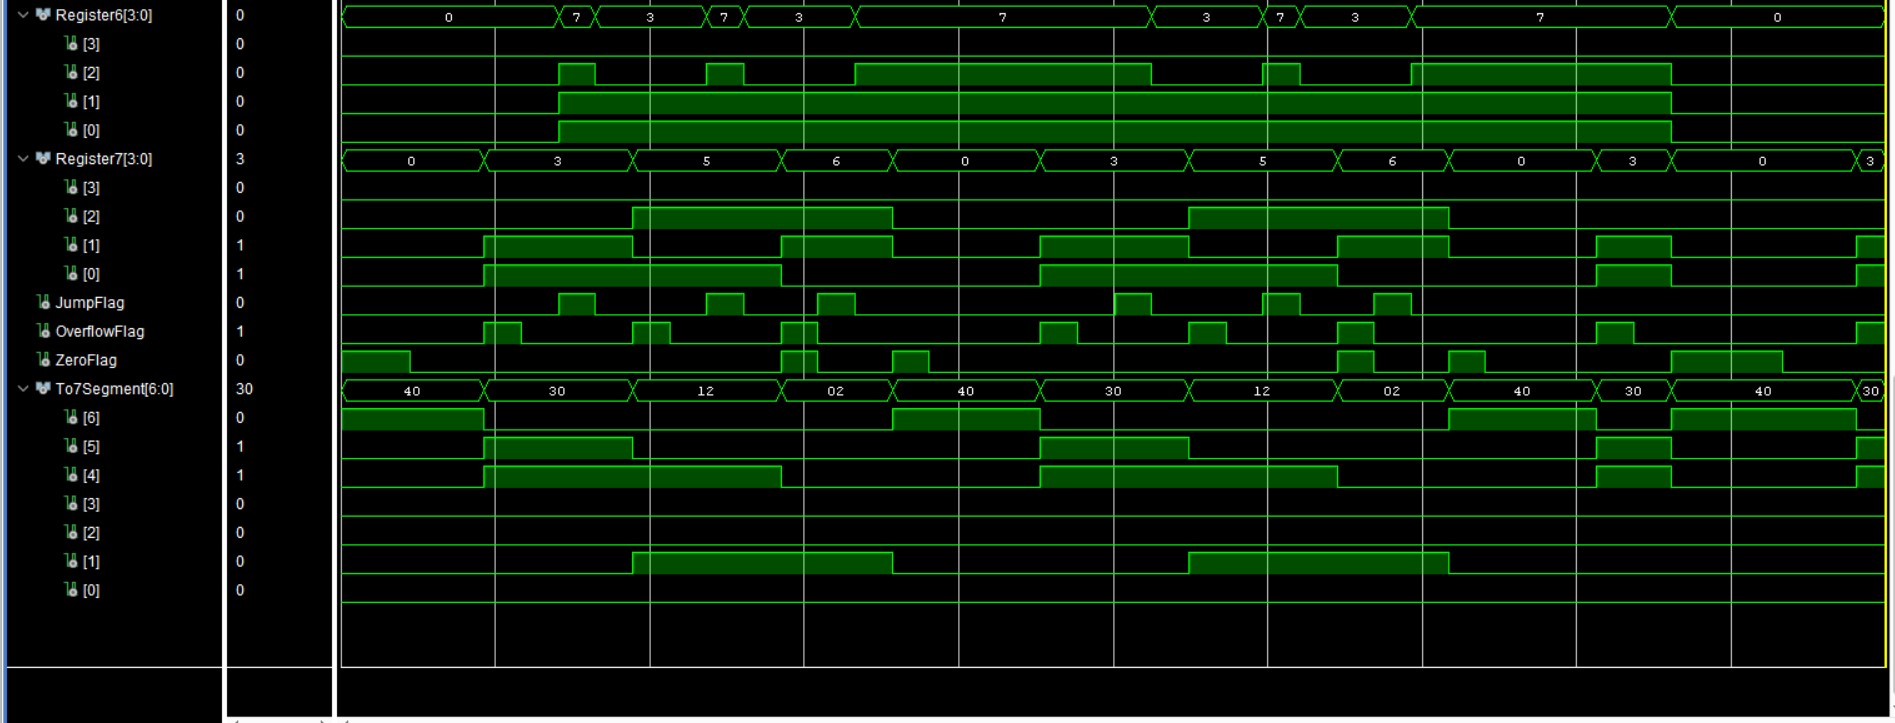 Register6[3:0] 0 0 7 3 7 3 7 3 7 3 7 0
[3] 0
[2] 0
[1] 0
[0] 0
Register7[3:0] 3 0 3 5 6 0 3 5 6 0 3 0 3
[3] 0
[2] 0
[1] 1
[0] 1
JumpFlag 0
OverflowFlag 1
ZeroFlag 0
To7Segment[6:0] 30 40 30 12 02 40 30 12 02 40 30 40 30
[6] 0
[5] 1
[4] 1
[3] 0
[2] 0
[1] 0
[0] 0